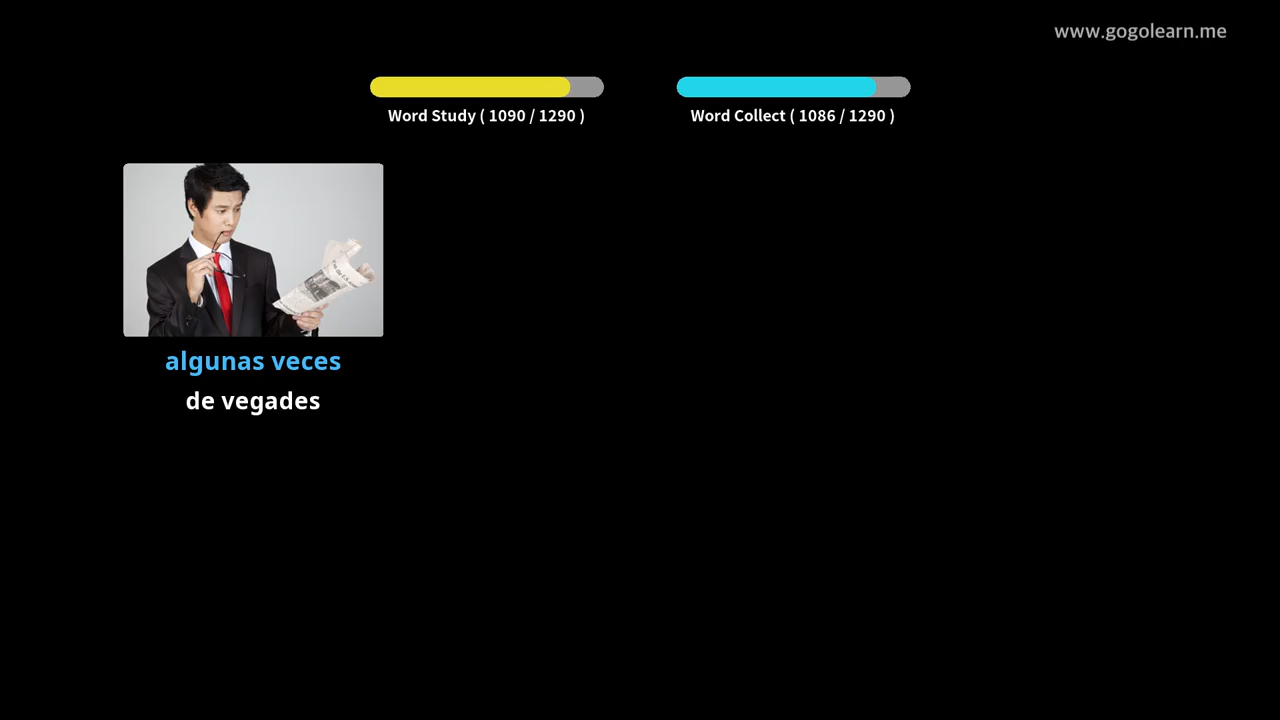 www.gogolearn.me
Word Study ( 1090 / 1290 )
Word Collect ( 1086 / 1290 )
algunas veces
de vegades